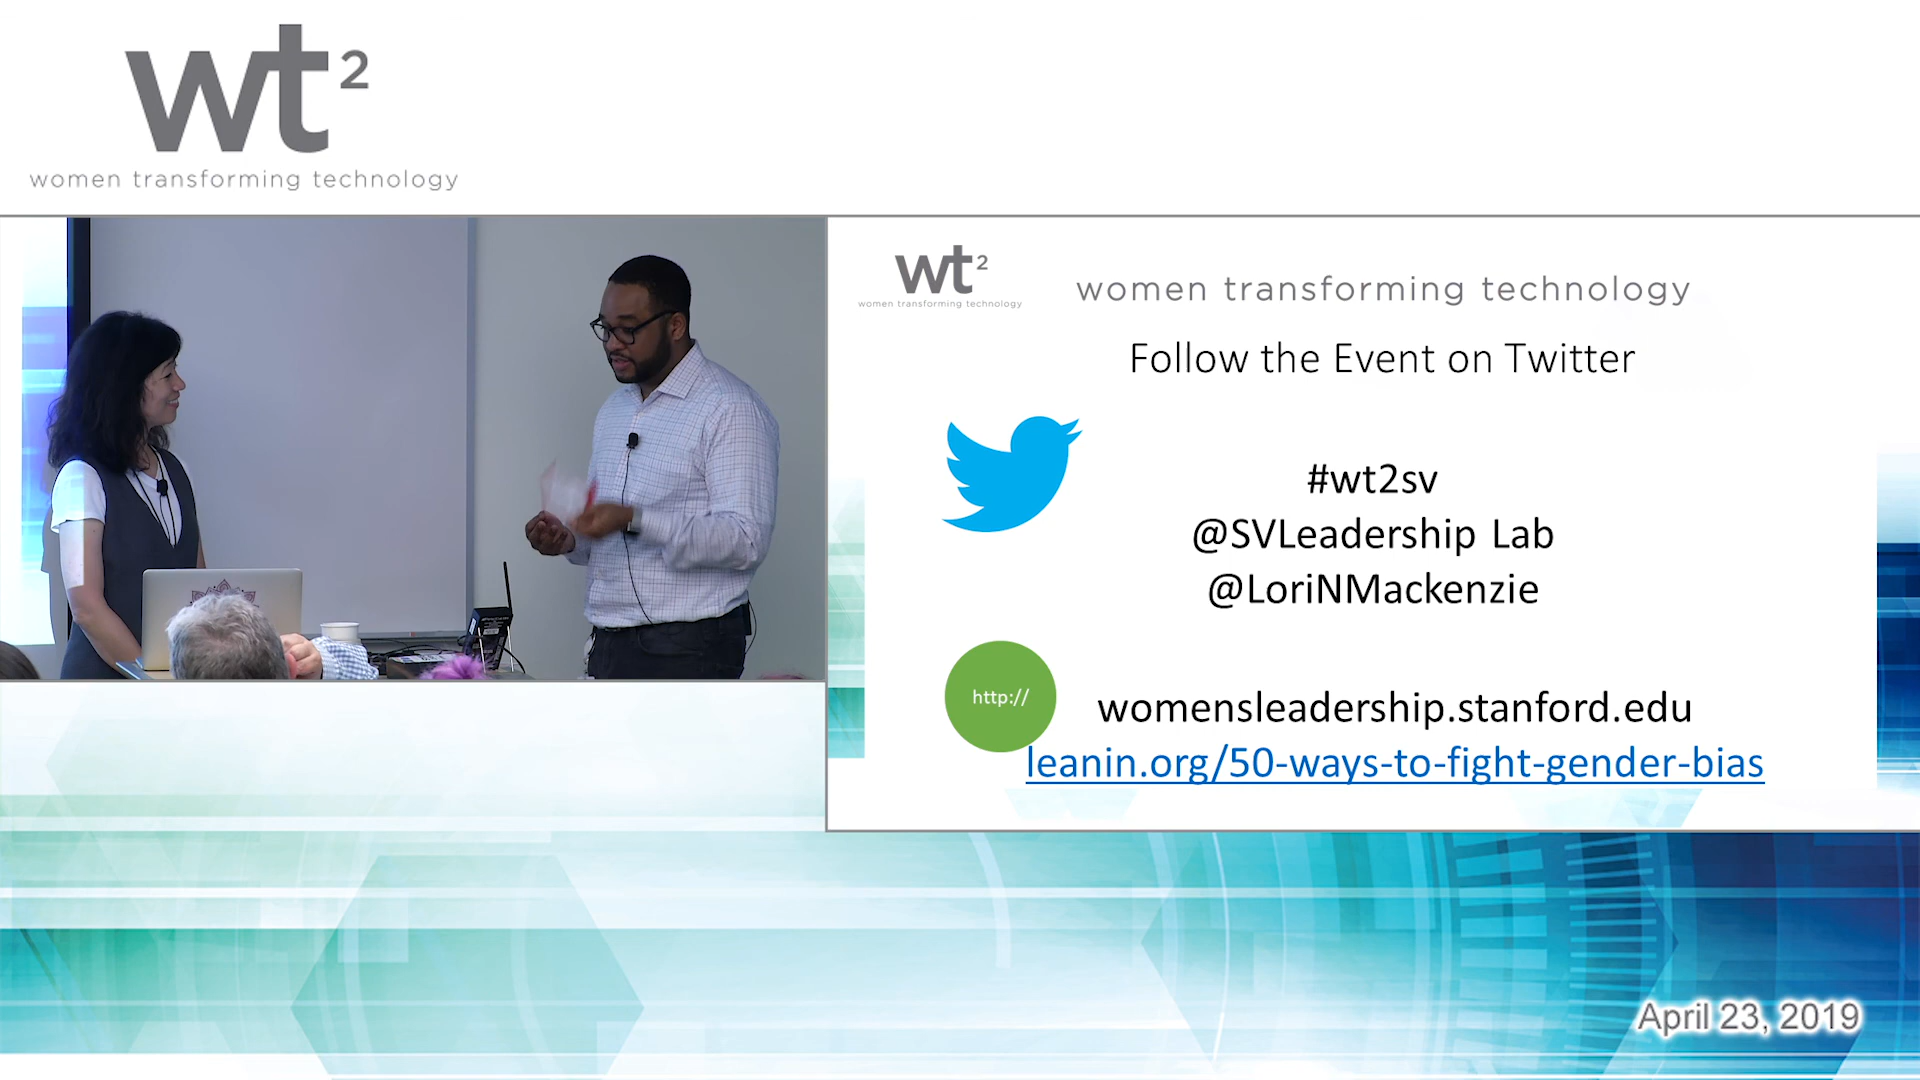 wt2
women transforming technology
wt2
women transforming technology
women transforming technology
Follow the Event on Twitter
#wt2sv
@SVLeadership Lab
@LoriNMackenzie
http://
womensleadership.stanford.edu
leanin.org/50-ways-to-fight-gender-bias
April 23, 2019